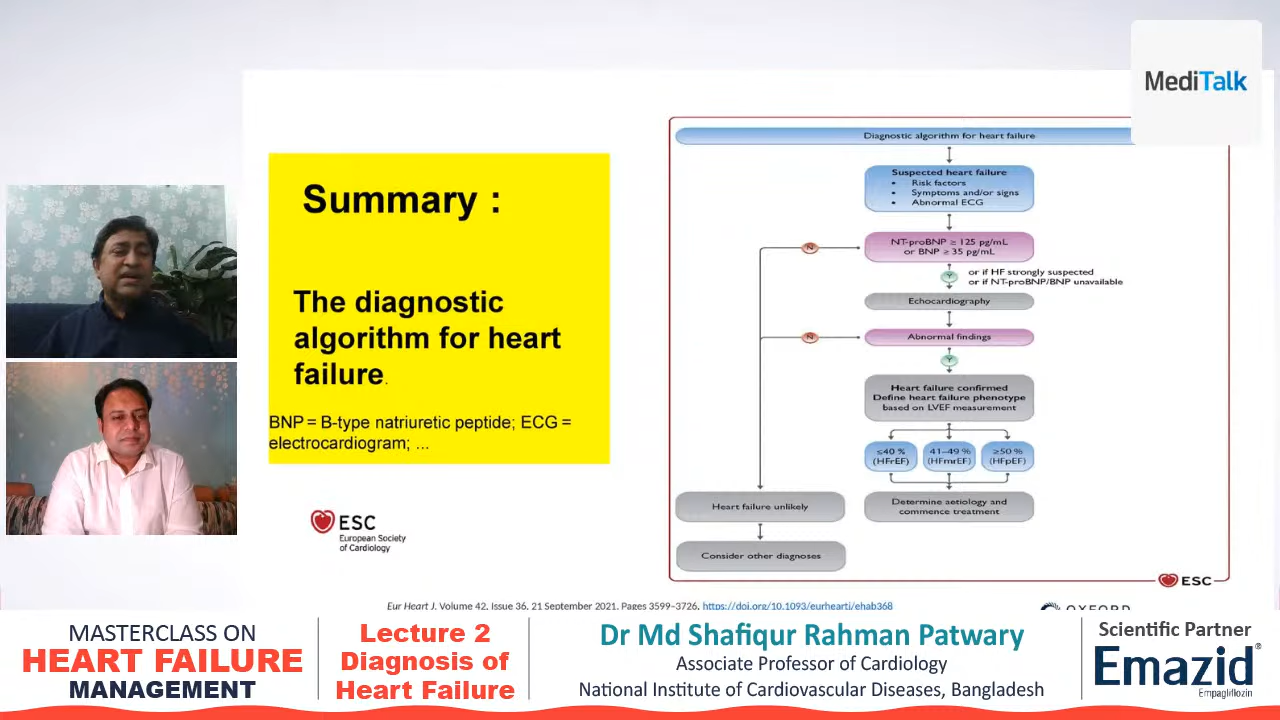 MediTalk
Summary :
The diagnostic
algorithm for heart
failure.
BNP = B-type natriuretic peptide; ECG =
electrocardiogram; ...
ESC
European Society
of Cardiology
Diagnostic algorithm for heart failure
Suspected heart failure
• Risk factors
• Symptoms and/or signs
• Abnormal ECG
NT-proBNP ≥ 125 pg/mL
or BNP ≥ 35 pg/mL
N
Y
or if HF strongly suspected
or if NT-proBNP/BNP unavailable
Echocardiography
N
Abnormal findings
Y
Heart failure confirmed
Define heart failure phenotype
based on LVEF measurement
≤40 %
(HFrEF)
41–49 %
(HFmrEF)
≥50 %
(HFpEF)
Heart failure unlikely
Determine aetiology and
commence treatment
Consider other diagnoses
ESC
Eur Heart J, Volume 42, Issue 36, 21 September 2021, Pages 3599–3726, https://doi.org/10.1093/eurheartj/ehab368
OXFORD
MASTERCLASS ON
HEART FAILURE
MANAGEMENT
Lecture 2
Diagnosis of
Heart Failure
Dr Md Shafiqur Rahman Patwary
Associate Professor of Cardiology
National Institute of Cardiovascular Diseases, Bangladesh
Scientific Partner
Emazid®
Empagliflozin